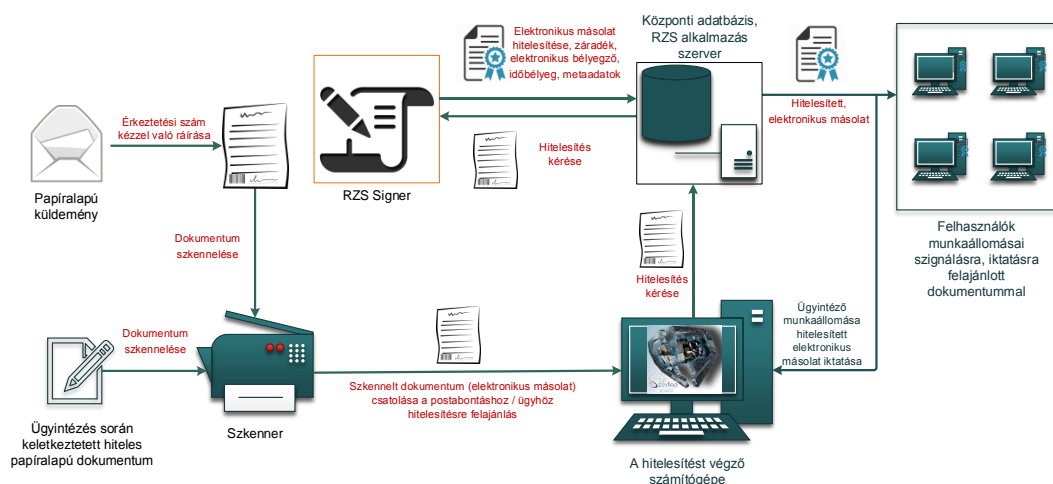 Elektronikus másolat
hitelesítése, záradék,
elektronikus bélyegző,
időbélyeg, metaadatok
Központi adatbázis,
RZS alkalmazás
szerver
Érkeztetési szám
kézzel való ráírása
Hitelesített,
elektronikus másolat
Hitelesítés
kérése
Papíralapú
küldemény
RZS Signer
Felhasználók
munkaállomásai
szignálásra, iktatásra
felajánlott
dokumentummal
Dokumentum
szkennelése
Hitelesítés
kérése
Ügyintéző
munkaállomása
hitelesített
elektronikus
másolat iktatása
Dokumentum
szkennelése
Szkennelt dokumentum (elektronikus másolat)
csatolása a postabontáshoz / ügyhöz
hitelesítésre felajánlás
Ügyintézés során
keletkeztetett hiteles
papíralapú dokumentum
Szkenner
A hitelesítést végző
számítógépe